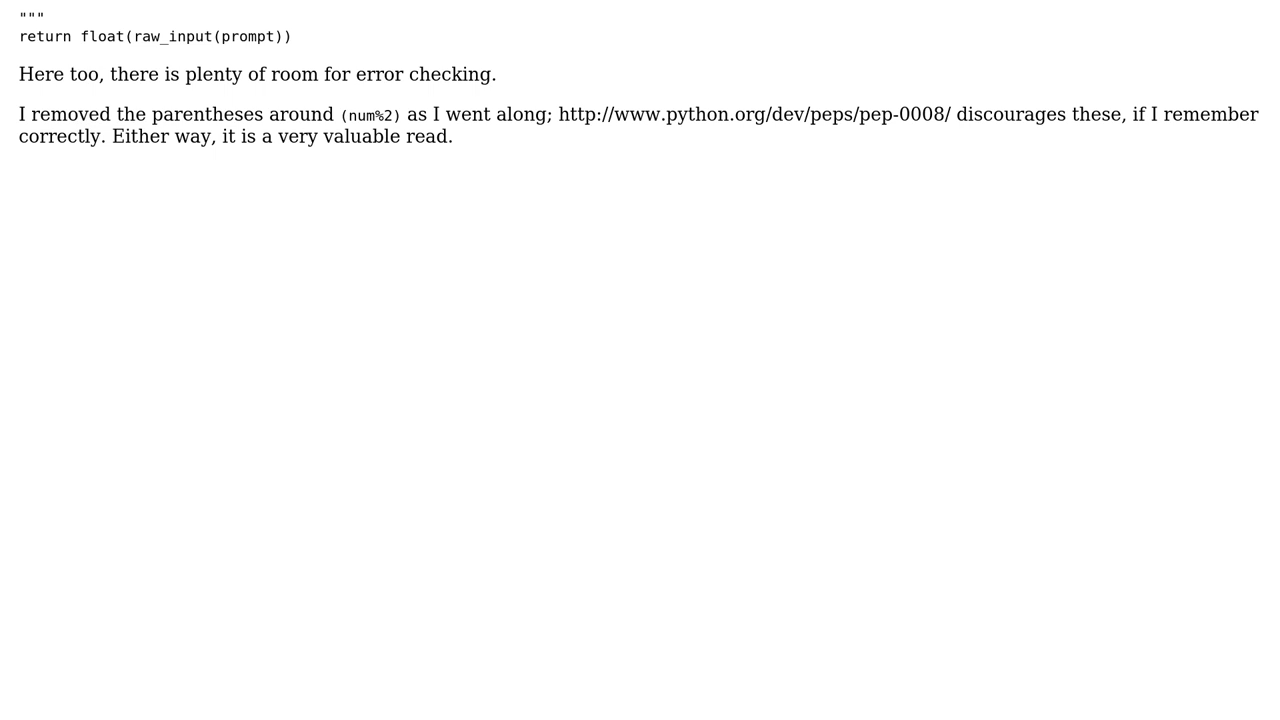 """
return float(raw_input(prompt))
Here too, there is plenty of room for error checking.
I removed the parentheses around (num%2) as I went along; http://www.python.org/dev/peps/pep-0008/ discourages these, if I remember
correctly. Either way, it is a very valuable read.